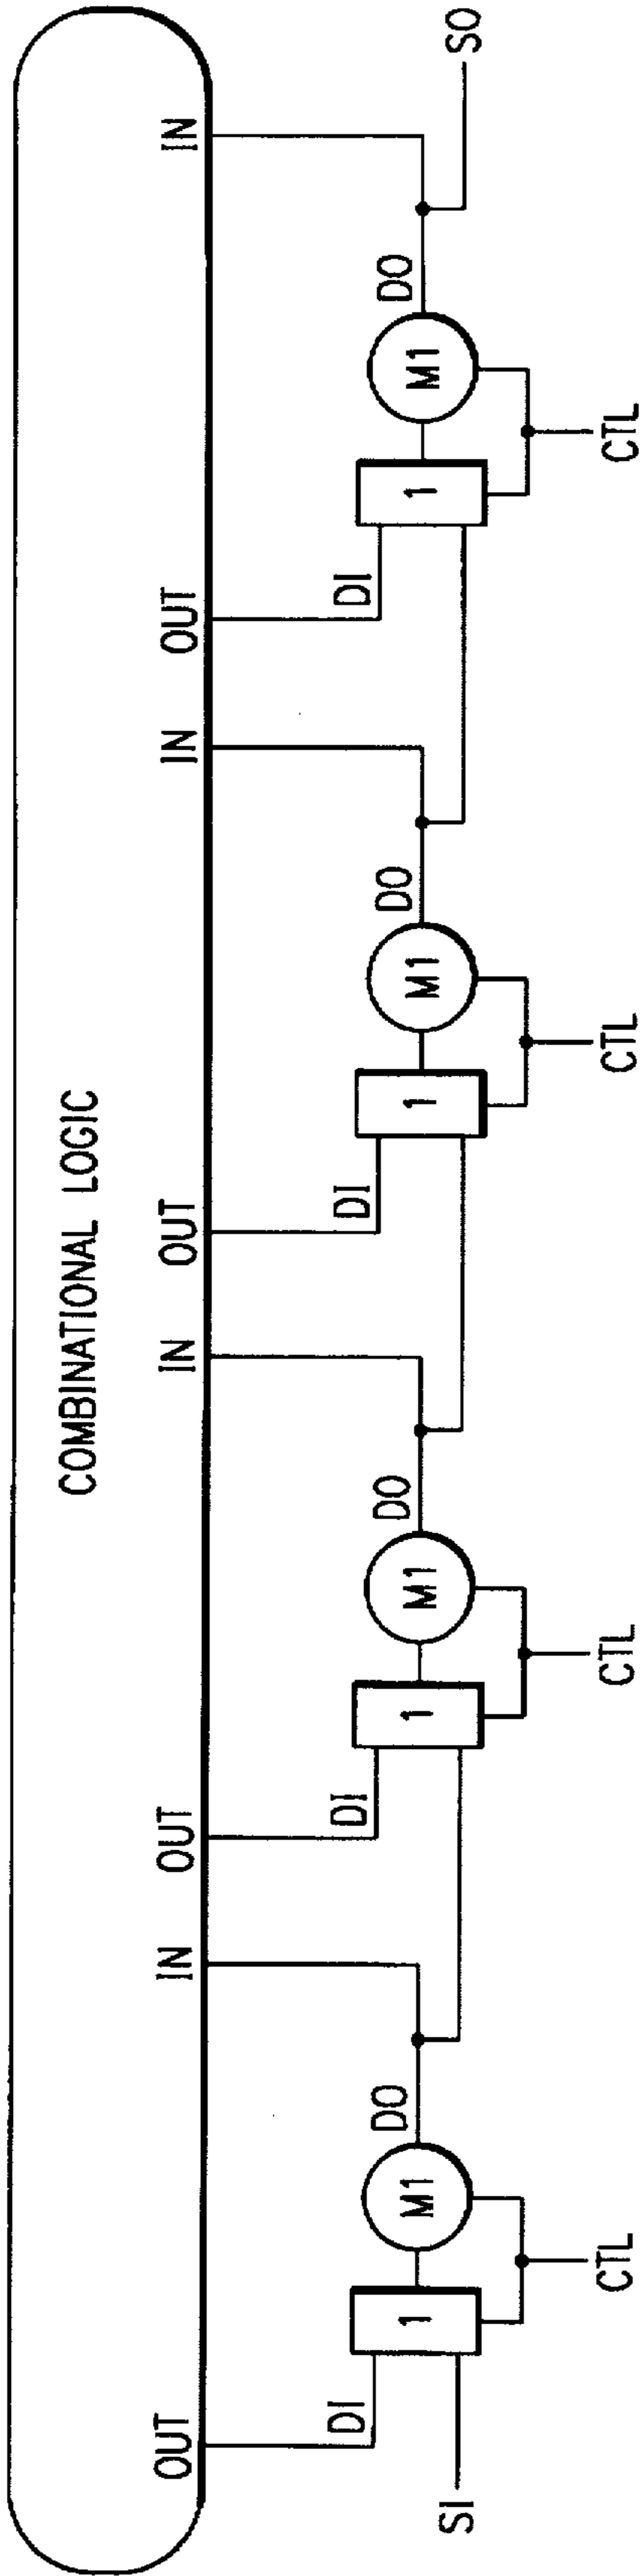 COMBINATIONAL LOGIC
OUT
IN
OUT
IN
OUT
IN
OUT
IN
DI
DO
DI
DO
DI
DO
DI
DO
1
M1
1
M1
1
M1
1
M1
SI
SO
CTL
CTL
CTL
CTL